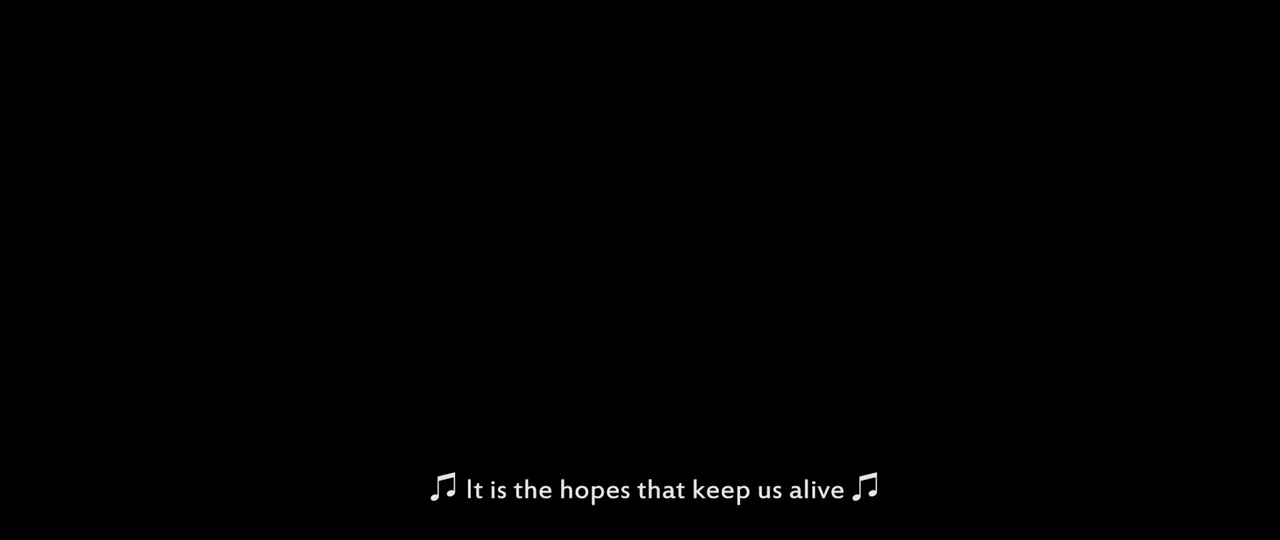 ♫ It is the hopes that keep us alive ♫